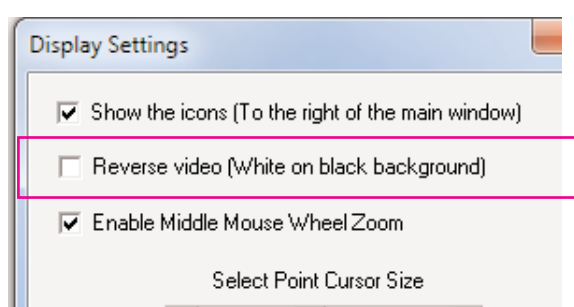 Display Settings
Show the icons (To the right of the main window)
Reverse video (White on black background)
Enable Middle Mouse Wheel Zoom
Select Point Cursor Size